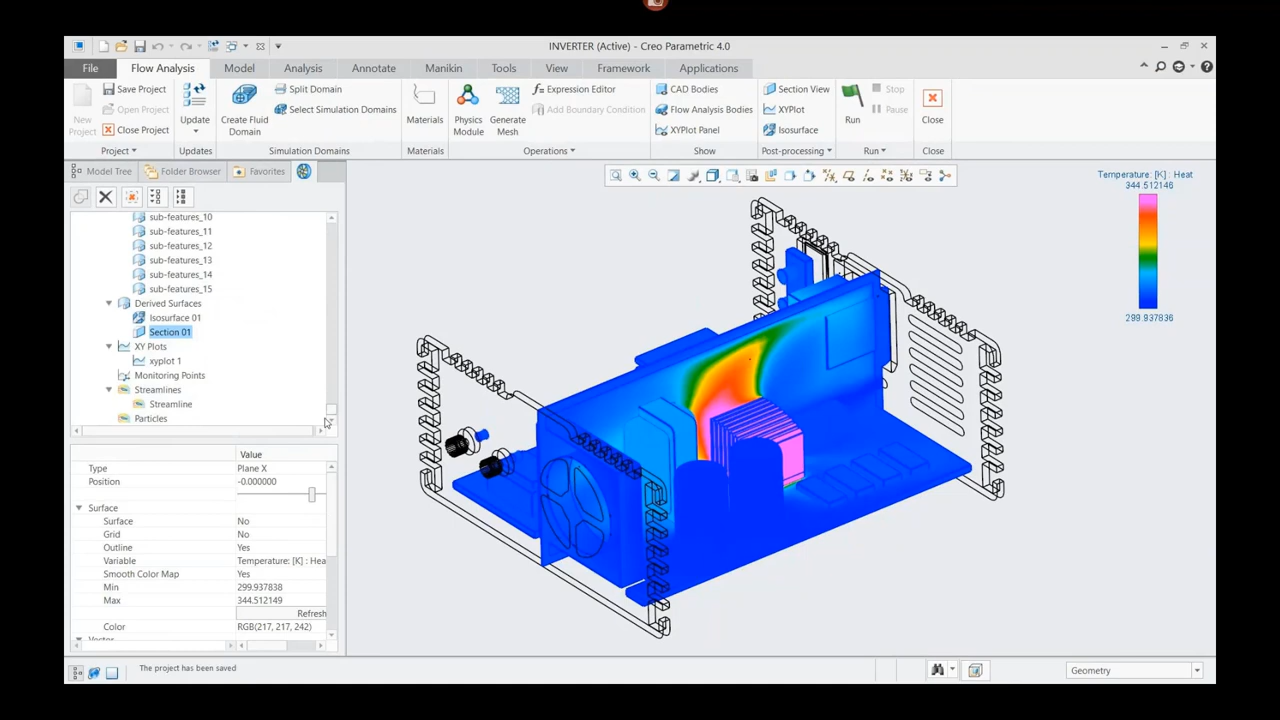 INVERTER (Active) - Creo Parametric 4.0
File
Flow Analysis
Model
Analysis
Annotate
Manikin
Tools
View
Framework
Applications
New Project
Save Project
Open Project
Close Project
Update
Create Fluid Domain
Split Domain
Select Simulation Domains
Materials
Physics Module
Generate Mesh
Expression Editor
Add Boundary Condition
CAD Bodies
Flow Analysis Bodies
XYPlot Panel
Section View
XYPlot
Isosurface
Run
Stop
Pause
Close
Project
Updates
Simulation Domains
Materials
Operations
Show
Post-processing
Run
Close
Model Tree
Folder Browser
Favorites
sub-features_10
sub-features_11
sub-features_12
sub-features_13
sub-features_14
sub-features_15
Derived Surfaces
Isosurface 01
Section 01
XY Plots
xyplot 1
Monitoring Points
Streamlines
Streamline
Particles
Value
Type Plane X
Position -0.000000
Surface
Surface No
Grid No
Outline Yes
Variable Temperature: [K] : Hea
Smooth Color Map Yes
Min 299.937838
Max 344.512149
Refresh
Color RGB(217, 217, 242)
Vector
Temperature: [K] : Heat
344.512146
299.937836
The project has been saved
Geometry